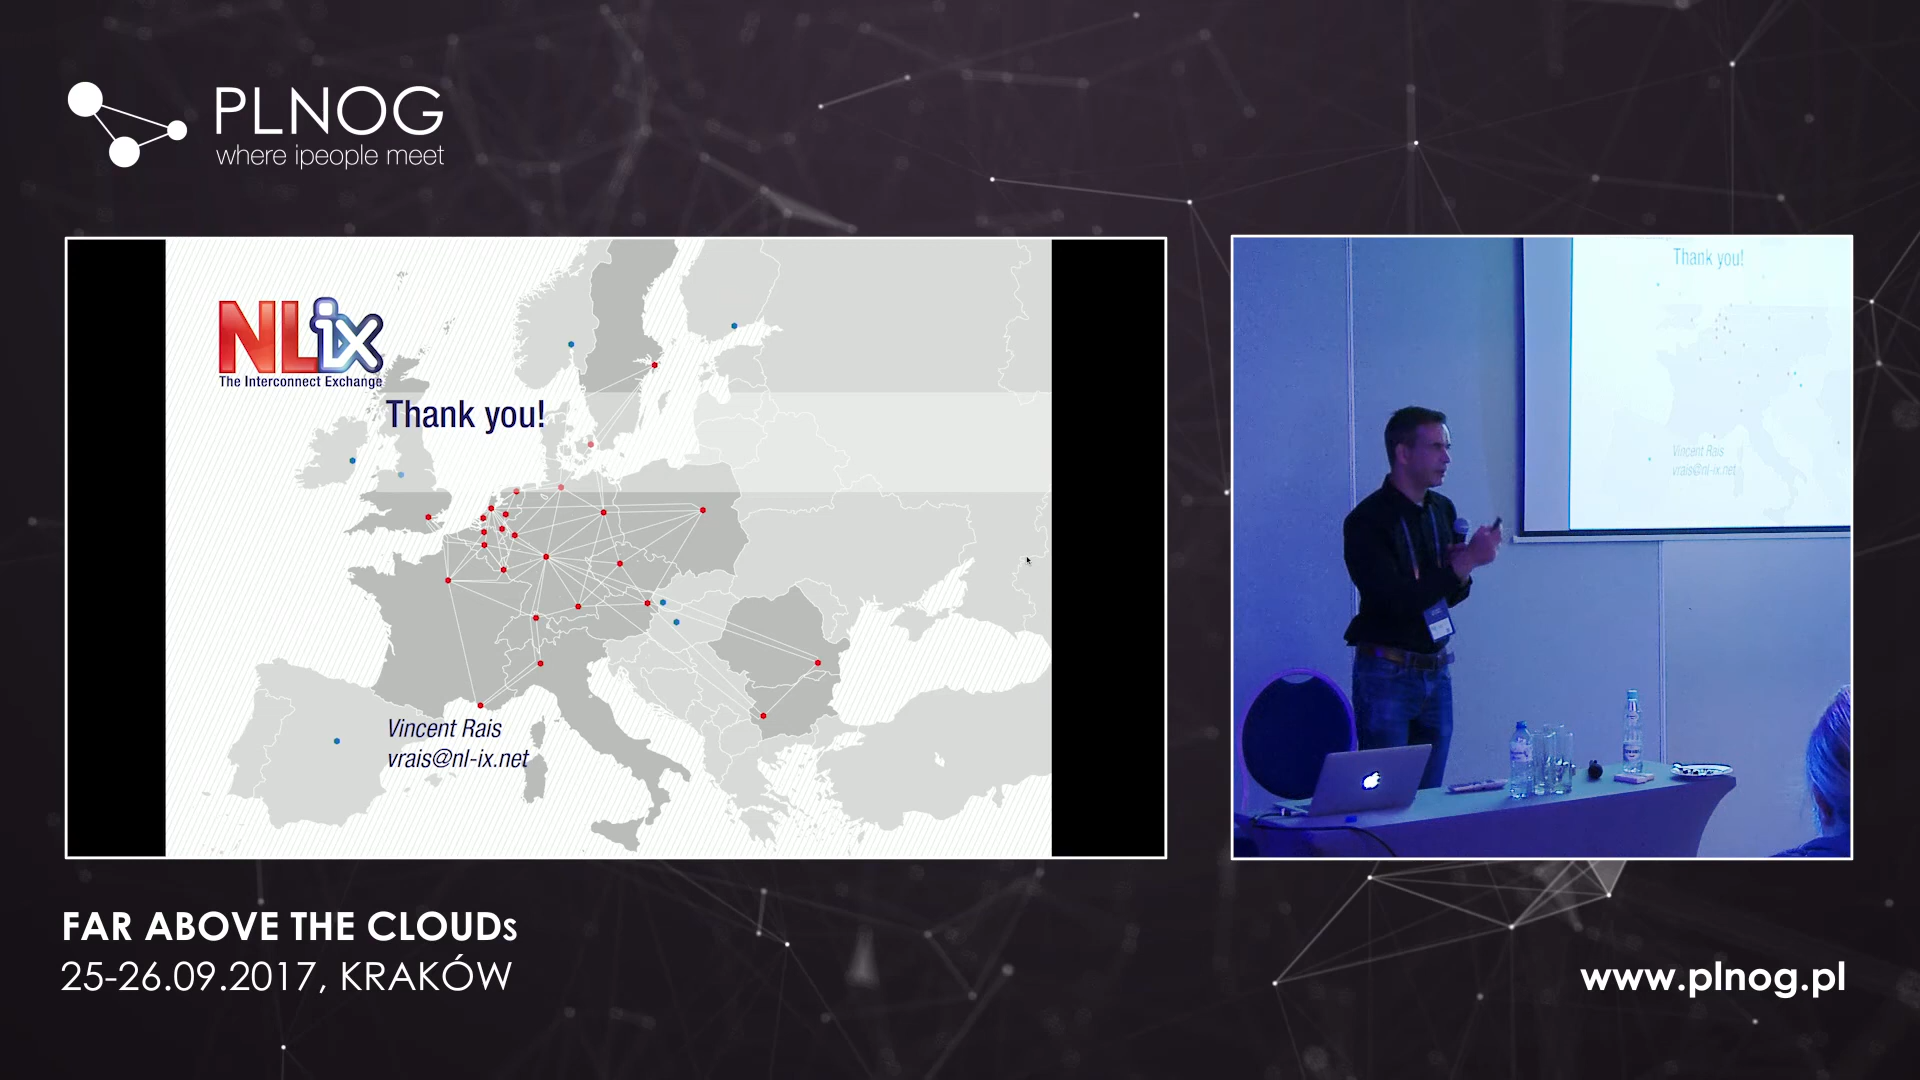 PLNOG
where ipeople meet
NLix
The Interconnect Exchange
Thank you!
Vincent Rais
vrais@nl-ix.net
Thank you!
Vincent Rais
vrais@nl-ix.net
FAR ABOVE THE CLOUDs
25-26.09.2017, KRAKÓW
www.plnog.pl